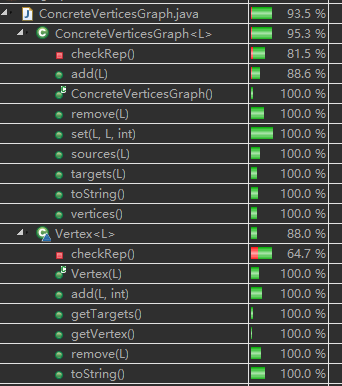 ConcreteVerticesGraph.java 93.5 %
ConcreteVerticesGraph<L> 95.3 %
checkRep() 81.5 %
add(L) 88.6 %
ConcreteVerticesGraph() 100.0 %
remove(L) 100.0 %
set(L, L, int) 100.0 %
sources(L) 100.0 %
targets(L) 100.0 %
toString() 100.0 %
vertices() 100.0 %
Vertex<L> 88.0 %
checkRep() 64.7 %
Vertex(L) 100.0 %
add(L, int) 100.0 %
getTargets() 100.0 %
getVertex() 100.0 %
remove(L) 100.0 %
toString() 100.0 %